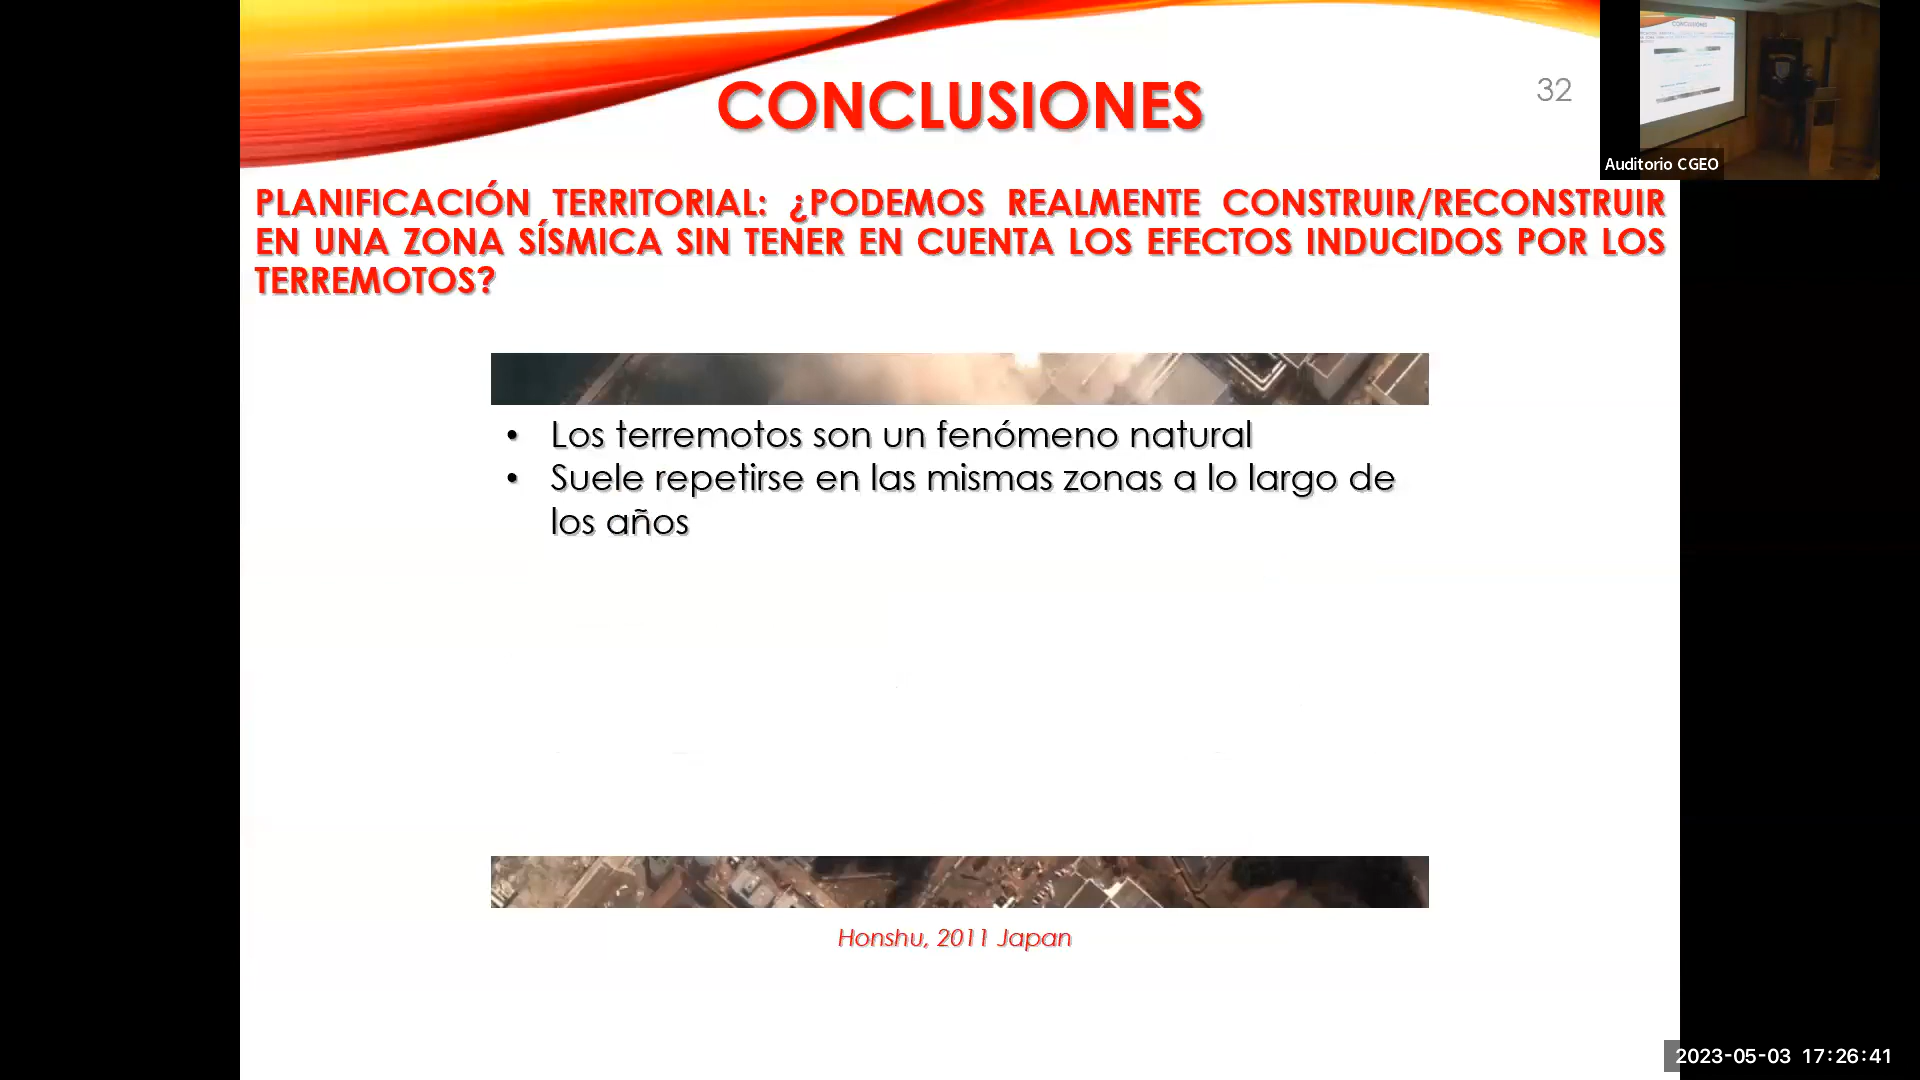 CONCLUSIONES
32
Auditorio CGEO
PLANIFICACIÓN TERRITORIAL: ¿PODEMOS REALMENTE CONSTRUIR/RECONSTRUIR
EN UNA ZONA SÍSMICA SIN TENER EN CUENTA LOS EFECTOS INDUCIDOS POR LOS
TERREMOTOS?
• Los terremotos son un fenómeno natural
• Suele repetirse en las mismas zonas a lo largo de
los años
Honshu, 2011 Japan
2023-05-03 17:26:41